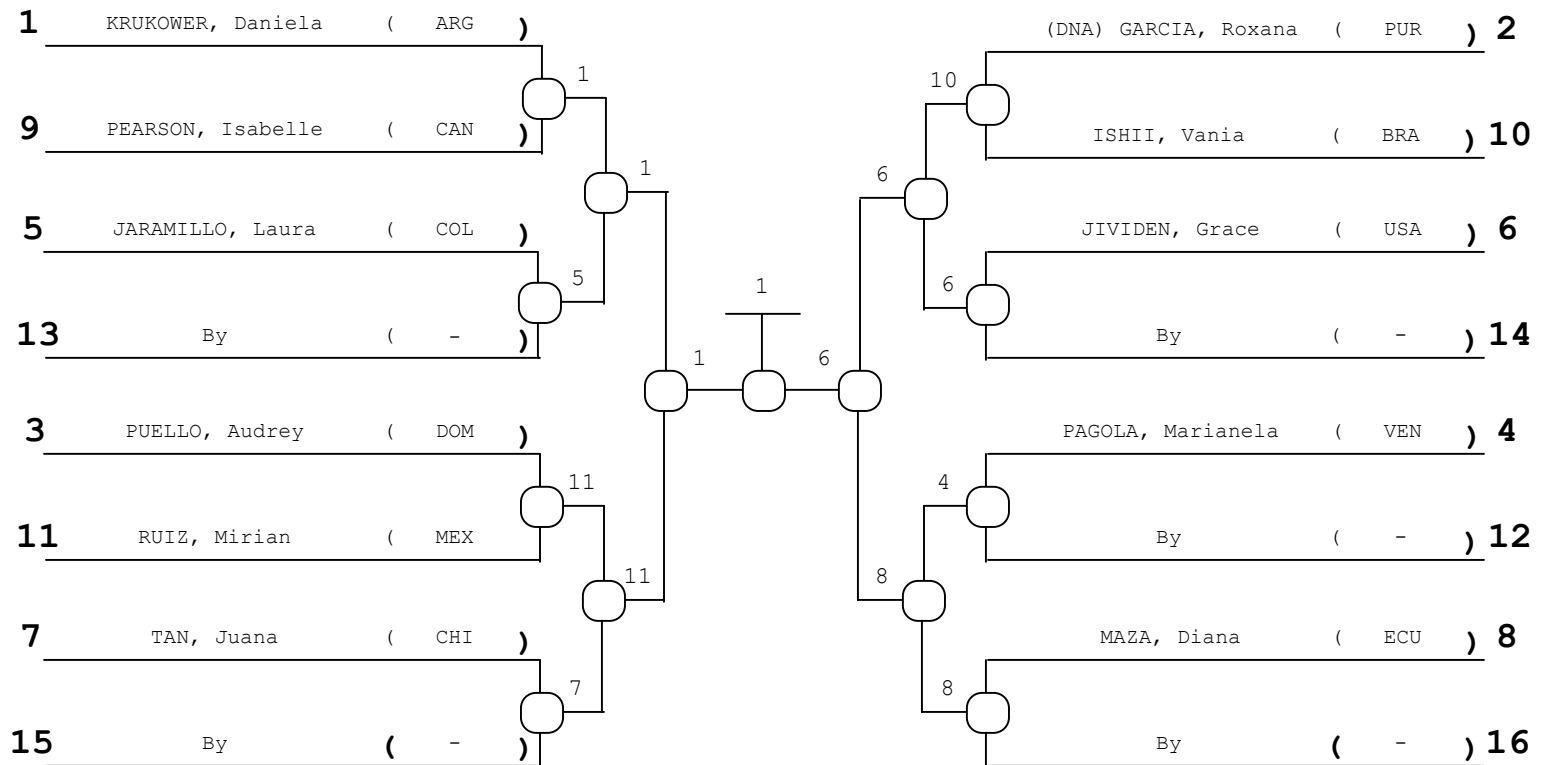 1 KRUKOWER, Daniela ( ARG )
1
9 PEARSON, Isabelle ( CAN )
1
5 JARAMILLO, Laura ( COL )
5
13 By ( - )
1
3 PUELLO, Audrey ( DOM )
11
11 RUIZ, Mirian ( MEX )
11
7 TAN, Juana ( CHI )
7
15 By ( - )
1
6
(DNA) GARCIA, Roxana ( PUR ) 2
10
ISHII, Vania ( BRA ) 10
6
JIVIDEN, Grace ( USA ) 6
6
By ( - ) 14
PAGOLA, Marianela ( VEN ) 4
4
By ( - ) 12
8
MAZA, Diana ( ECU ) 8
8
By ( - ) 16